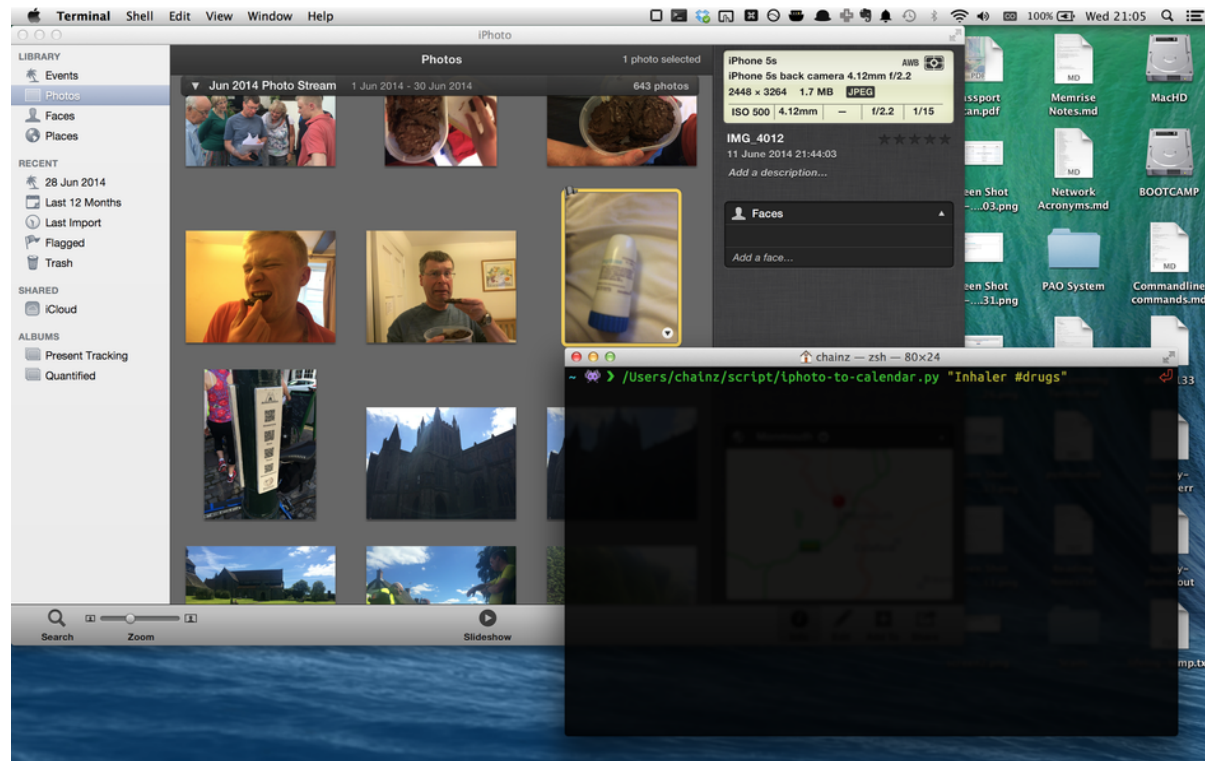 Terminal Shell Edit View Window Help 100% Wed 21:05
iPhoto
LIBRARY
Events
Photos
Faces
Places
RECENT
28 Jun 2014
Last 12 Months
Last Import
Flagged
Trash
SHARED
iCloud
ALBUMS
Present Tracking
Quantified
Photos 1 photo selected
Jun 2014 Photo Stream 1 Jun 2014 - 30 Jun 2014 643 photos
iPhone 5s AWB
iPhone 5s back camera 4.12mm f/2.2
2448 × 3264 1.7 MB JPEG
ISO 500 4.12mm — f/2.2 1/15
IMG_4012
11 June 2014 21:44:03
Add a description...
Faces
Add a face...
chainz — zsh — 80×24
~ ❯ /Users/chainz/script/iphoto-to-calendar.py "Inhaler #drugs"
Search Zoom Slideshow
PDF
MD
Memrise
Notes.md
MacHD
MD
Network
Acronyms.md
BOOTCAMP
....03.png
PAO System
MD
Commandline
commands.md
....31.png